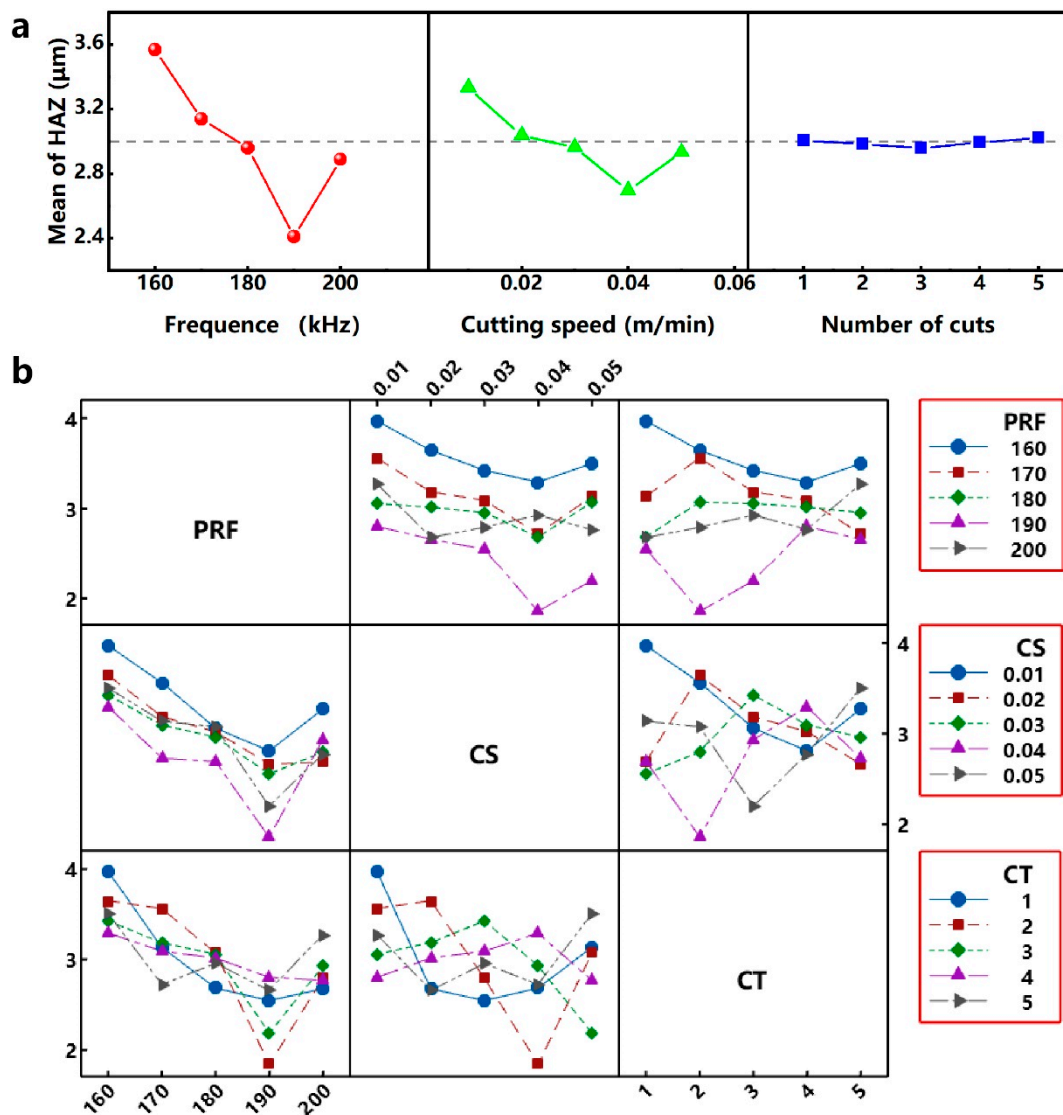 a
Mean of HAZ (μm)
3.6
3.2
2.8
2.4
160 180 200 0.02 0.04 0.06 1 2 3 4 5
Frequence (kHz) Cutting speed (m/min) Number of cuts
b
0.01 0.02 0.03 0.04 0.05
4
3
2
PRF
PRF
160
170
180
190
200
CS
4
3
2
CS
0.01
0.02
0.03
0.04
0.05
4
3
2
CT
CT
1
2
3
4
5
160 170 180 190 200 1 2 3 4 5